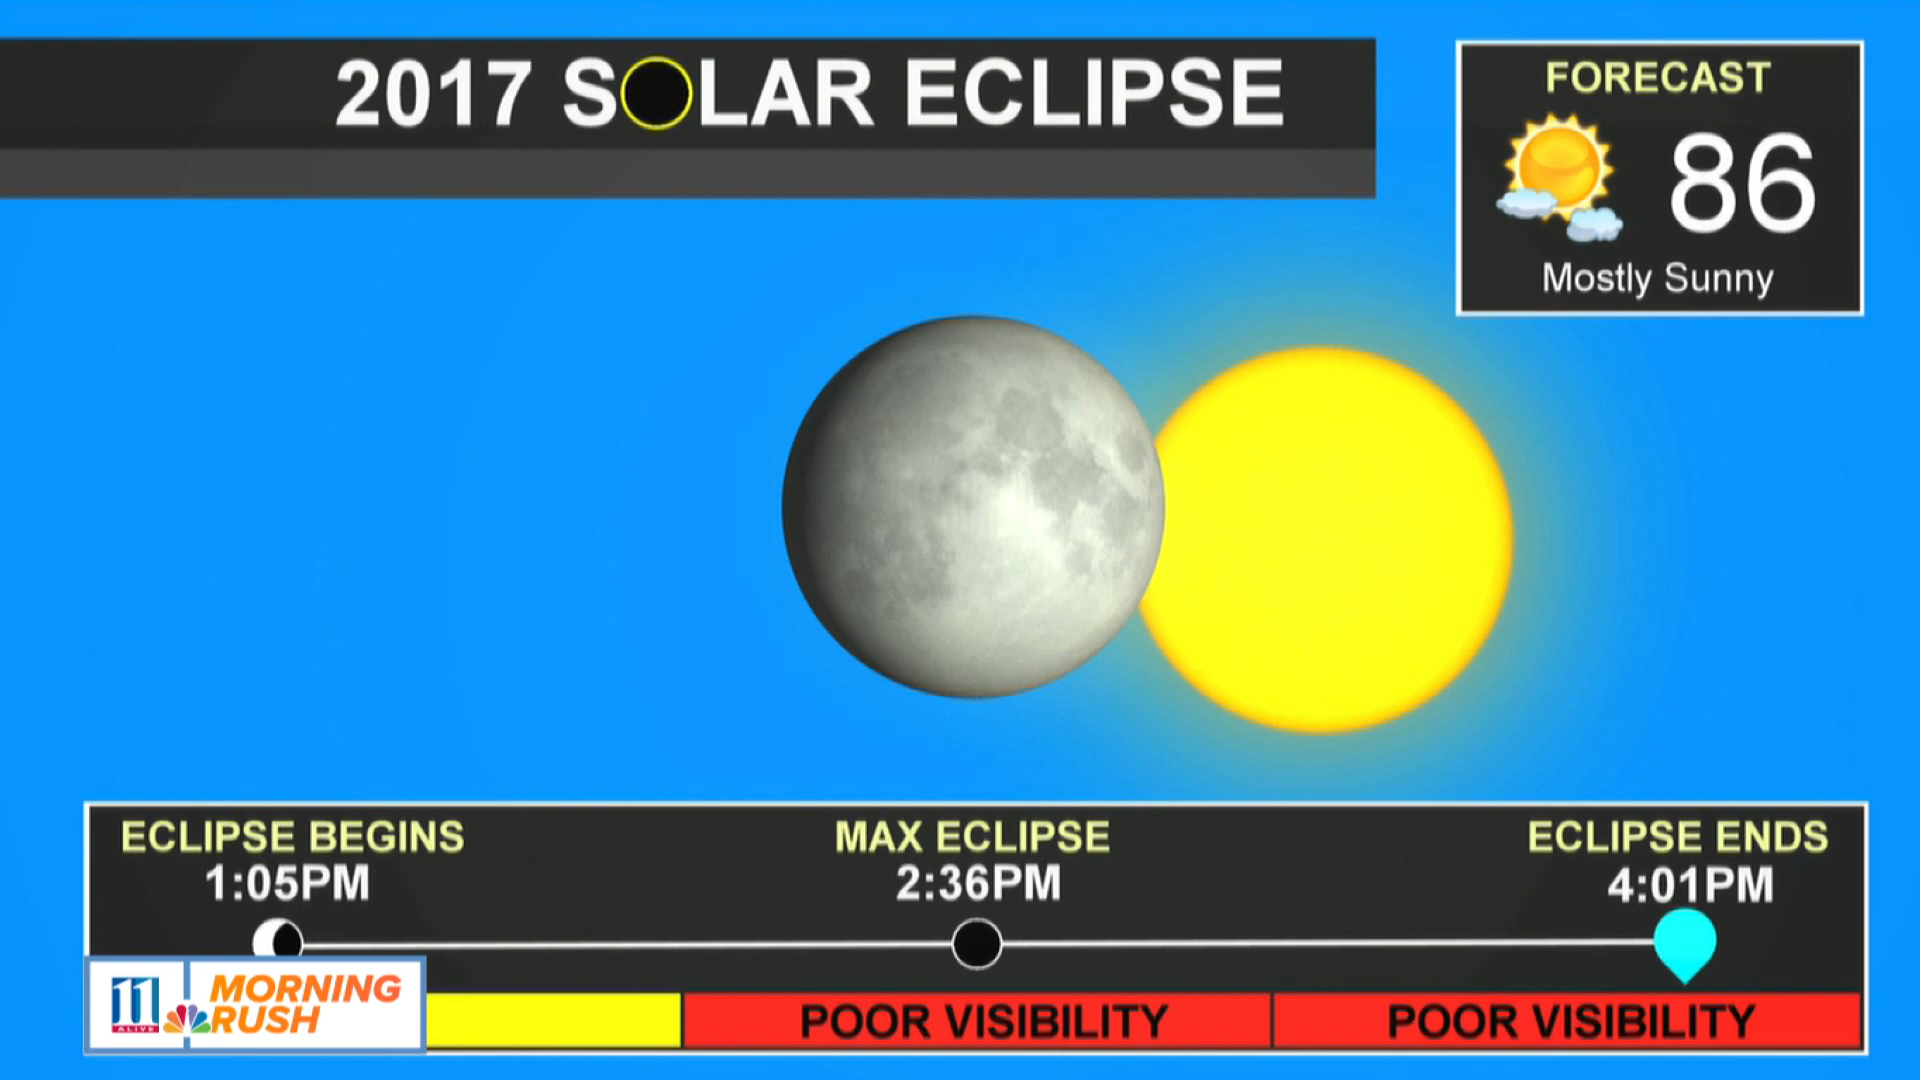 2017 SOLAR ECLIPSE
FORECAST
86
Mostly Sunny
ECLIPSE BEGINS
1:05PM
MAX ECLIPSE
2:36PM
ECLIPSE ENDS
4:01PM
POOR VISIBILITY
POOR VISIBILITY
11
ALIVE
MORNING
RUSH